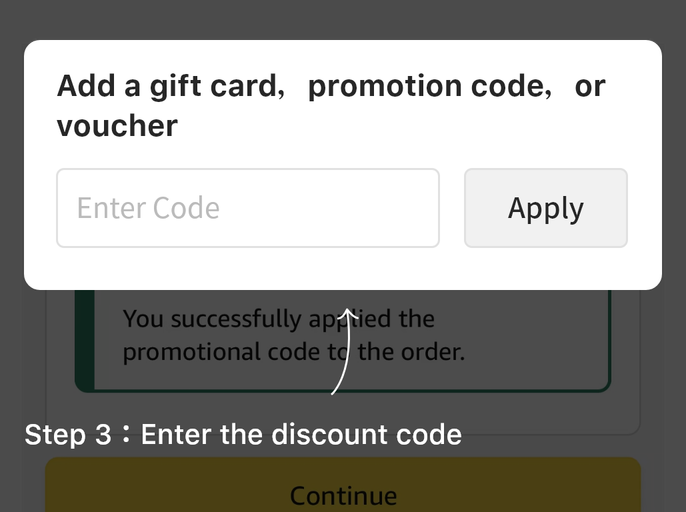 Add a gift card， promotion code， or
voucher
Enter Code
Apply
You successfully applied the
promotional code to the order.
Step 3：Enter the discount code
Continue